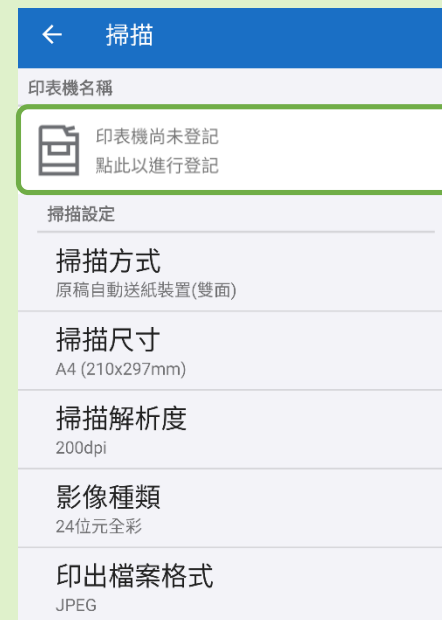 掃描
印表機名稱
印表機尚未登記
點此以進行登記
掃描設定
掃描方式
原稿自動送紙裝置(雙面)
掃描尺寸
A4 (210x297mm)
掃描解析度
200dpi
影像種類
24位元全彩
印出檔案格式
JPEG